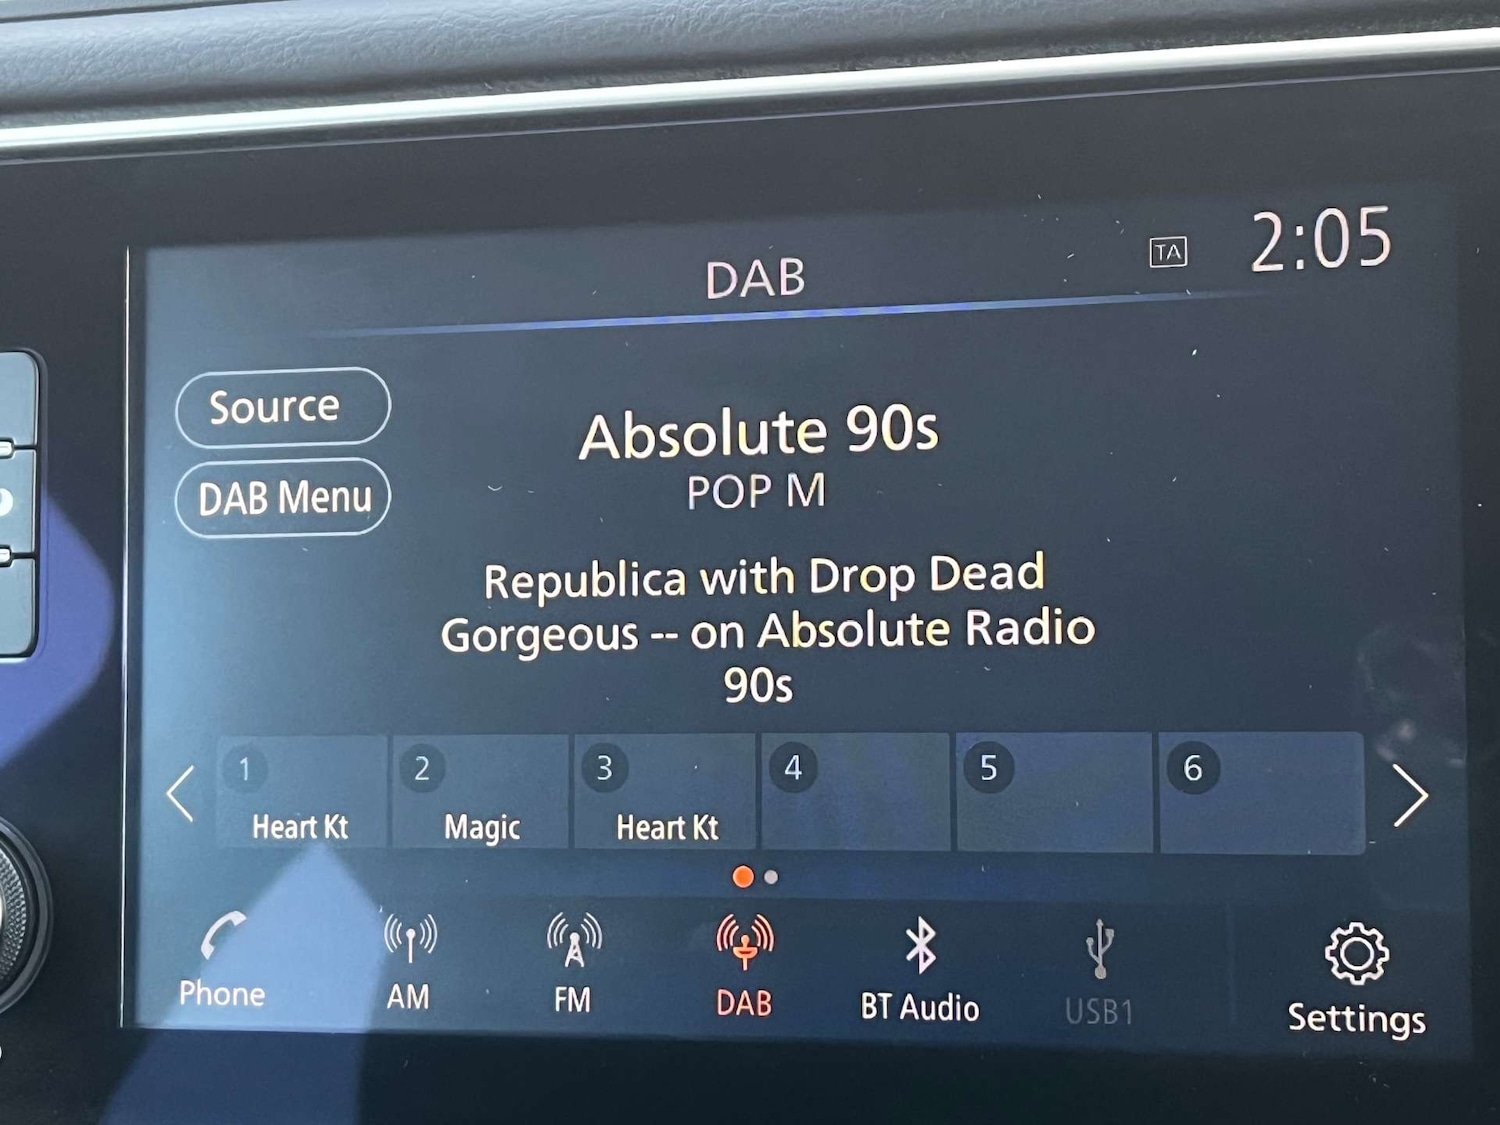 DAB
TA
2:05
Source
DAB Menu
Absolute 90s
POP M
Republica with Drop Dead
Gorgeous -- on Absolute Radio
90s
1
Heart Kt
2
Magic
3
Heart Kt
4
5
6
Phone
AM
FM
DAB
BT Audio
USB1
Settings